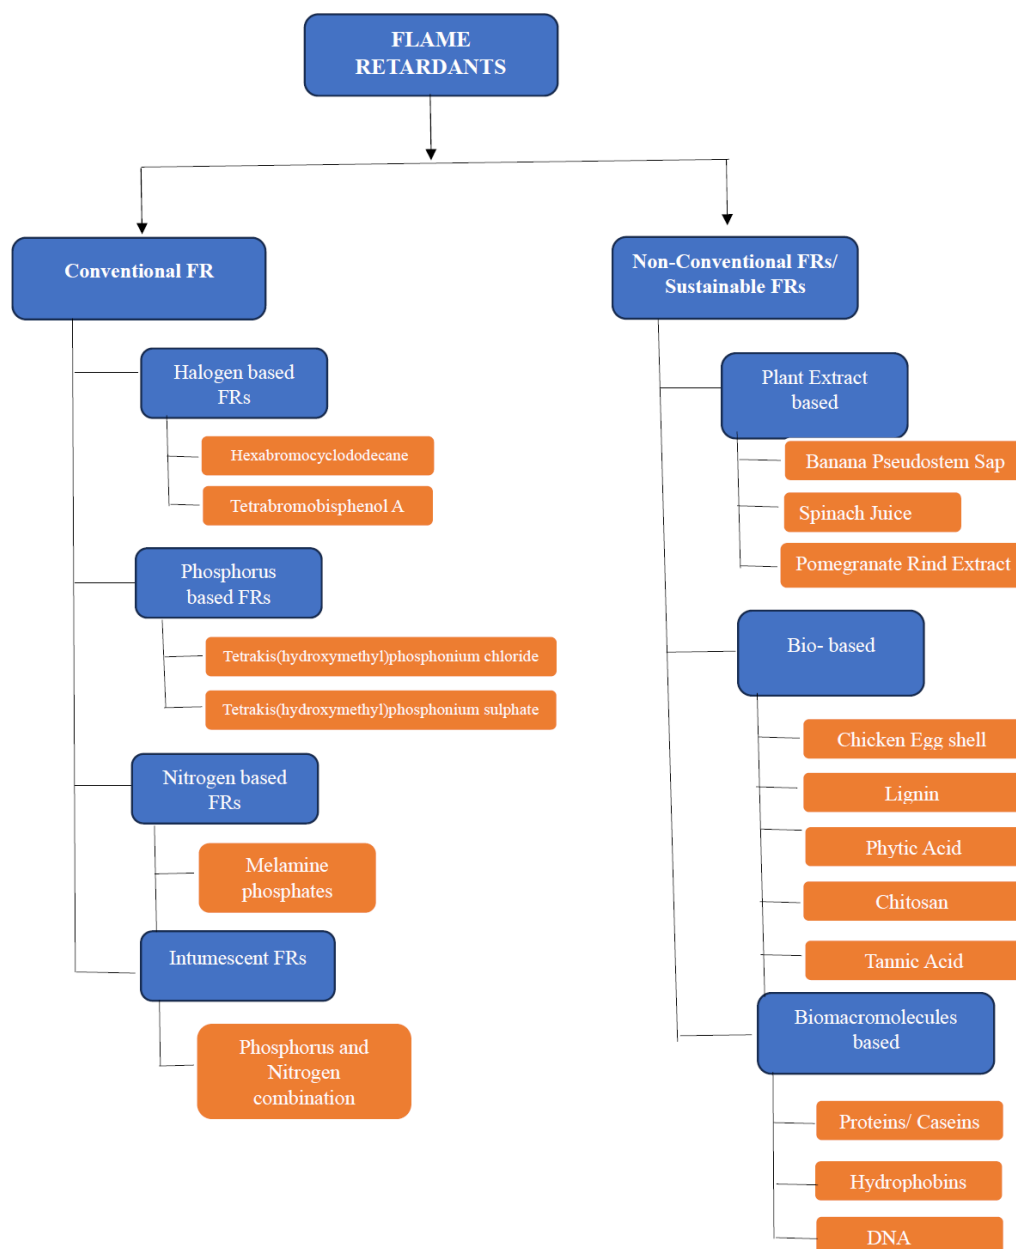 FLAME
RETARDANTS
Conventional FR
Halogen based
FRs
Hexabromocyclododecane
Tetrabromobisphenol A
Phosphorus
based FRs
Tetrakis(hydroxymethyl)phosphonium chloride
Tetrakis(hydroxymethyl)phosphonium sulphate
Nitrogen based
FRs
Melamine
phosphates
Intumescent FRs
Phosphorus and
Nitrogen
combination
Non-Conventional FRs/
Sustainable FRs
Plant Extract
based
Banana Pseudostem Sap
Spinach Juice
Pomegranate Rind Extract
Bio- based
Chicken Egg shell
Lignin
Phytic Acid
Chitosan
Tannic Acid
Biomacromolecules
based
Proteins/ Caseins
Hydrophobins
DNA